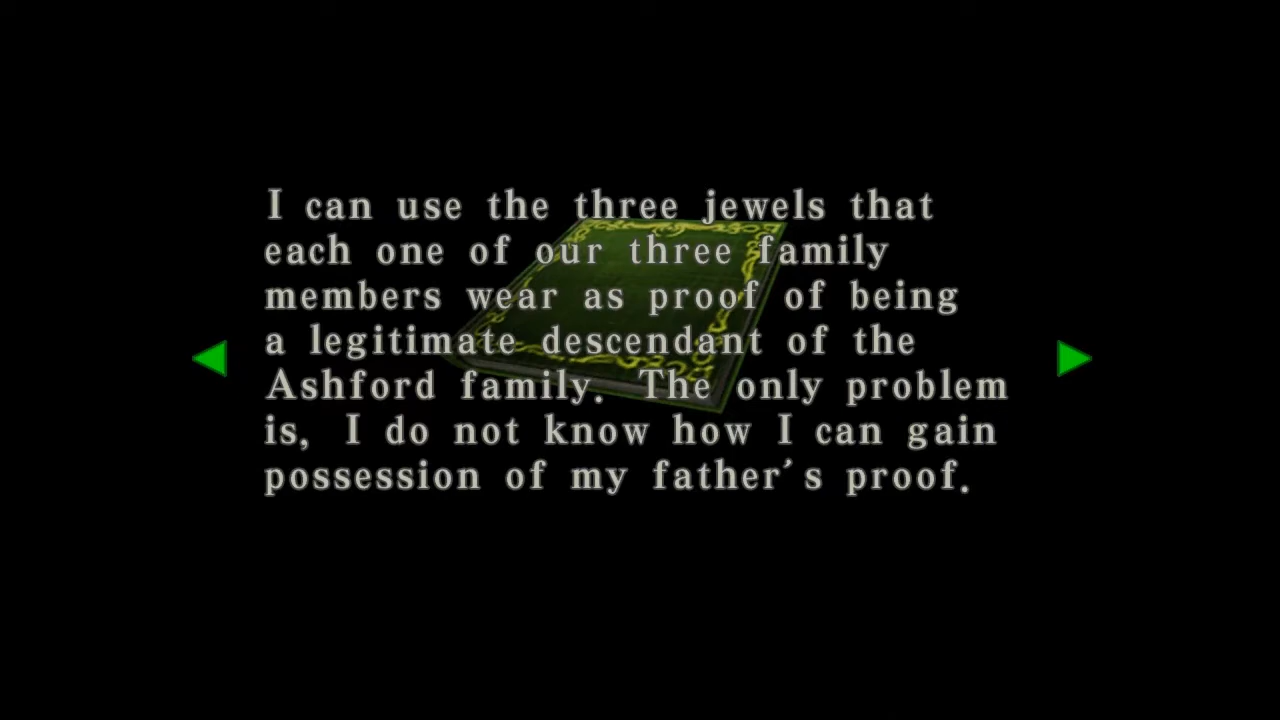 I can use the three jewels that
each one of our three family
members wear as proof of being
a legitimate descendant of the
Ashford family. The only problem
is, I do not know how I can gain
possession of my father's proof.